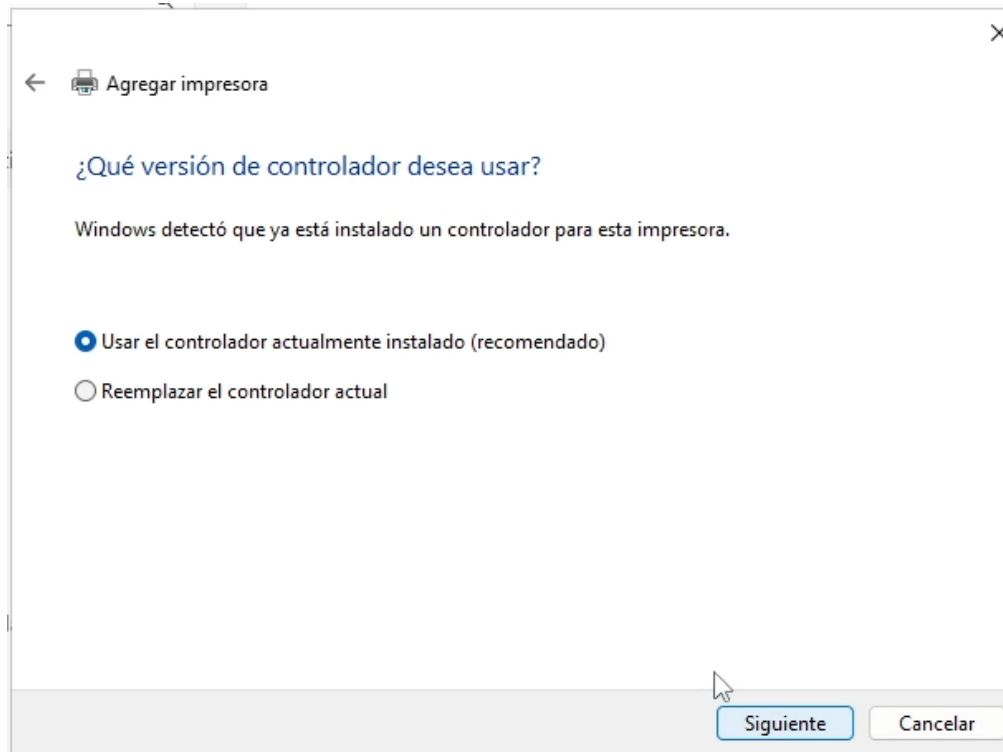 Agregar impresora
¿Qué versión de controlador desea usar?
Windows detectó que ya está instalado un controlador para esta impresora.
Usar el controlador actualmente instalado (recomendado)
Reemplazar el controlador actual
Siguiente
Cancelar